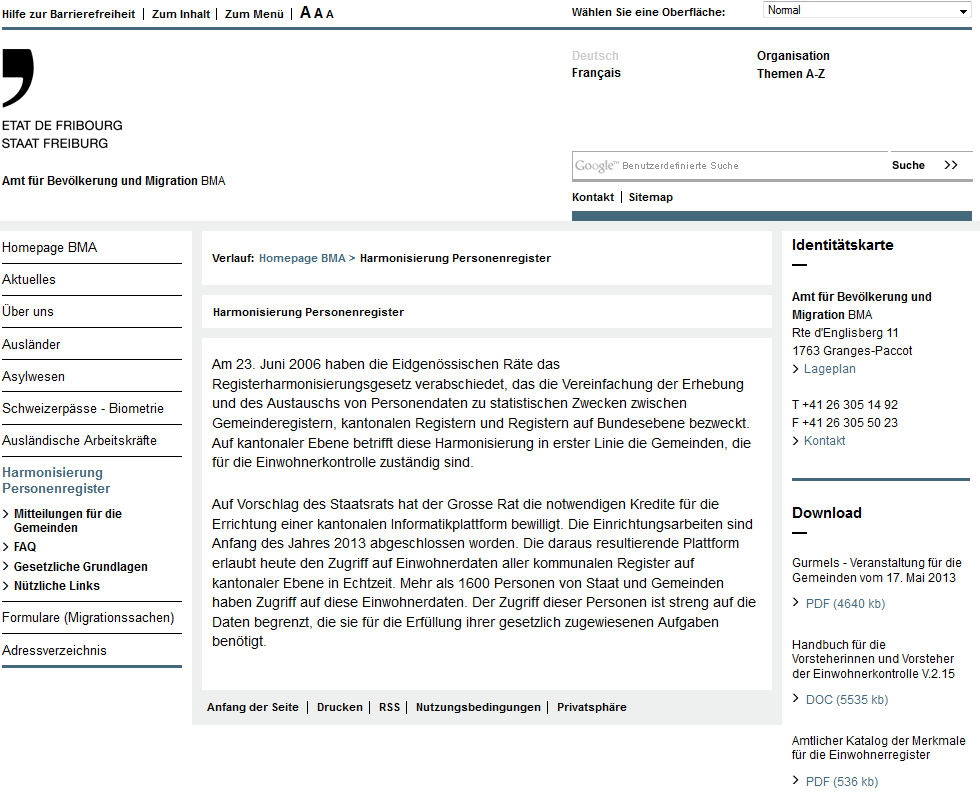 Hilfe zur Barrierefreiheit | Zum Inhalt | Zum Menü | A A A
Wählen Sie eine Oberfläche: Normal
Deutsch
Français
Organisation
Themen A-Z
ETAT DE FRIBOURG
STAAT FREIBURG
Amt für Bevölkerung und Migration BMA
Google™ Benutzerdefinierte Suche Suche >>
Kontakt | Sitemap
Homepage BMA
Aktuelles
Über uns
Ausländer
Asylwesen
Schweizerpässe - Biometrie
Ausländische Arbeitskräfte
Harmonisierung
Personenregister
> Mitteilungen für die
Gemeinden
> FAQ
> Gesetzliche Grundlagen
> Nützliche Links
Formulare (Migrationssachen)
Adressverzeichnis
Verlauf: Homepage BMA > Harmonisierung Personenregister
Harmonisierung Personenregister
Am 23. Juni 2006 haben die Eidgenössischen Räte das
Registerharmonisierungsgesetz verabschiedet, das die Vereinfachung der Erhebung
und des Austauschs von Personendaten zu statistischen Zwecken zwischen
Gemeinderegistern, kantonalen Registern und Registern auf Bundesebene bezweckt.
Auf kantonaler Ebene betrifft diese Harmonisierung in erster Linie die Gemeinden, die
für die Einwohnerkontrolle zuständig sind.
Auf Vorschlag des Staatsrats hat der Grosse Rat die notwendigen Kredite für die
Errichtung einer kantonalen Informatikplattform bewilligt. Die Einrichtungsarbeiten sind
Anfang des Jahres 2013 abgeschlossen worden. Die daraus resultierende Plattform
erlaubt heute den Zugriff auf Einwohnerdaten aller kommunalen Register auf
kantonaler Ebene in Echtzeit. Mehr als 1600 Personen von Staat und Gemeinden
haben Zugriff auf diese Einwohnerdaten. Der Zugriff dieser Personen ist streng auf die
Daten begrenzt, die sie für die Erfüllung ihrer gesetzlich zugewiesenen Aufgaben
benötigt.
Anfang der Seite | Drucken | RSS | Nutzungsbedingungen | Privatsphäre
Identitätskarte
Amt für Bevölkerung und
Migration BMA
Rte d'Englisberg 11
1763 Granges-Paccot
> Lageplan
T +41 26 305 14 92
F +41 26 305 50 23
> Kontakt
Download
Gurmels - Veranstaltung für die
Gemeinden vom 17. Mai 2013
> PDF (4640 kb)
Handbuch für die
Vorsteherinnen und Vorsteher
der Einwohnerkontrolle V.2.15
> DOC (5535 kb)
Amtlicher Katalog der Merkmale
für die Einwohnerregister
> PDF (536 kb)